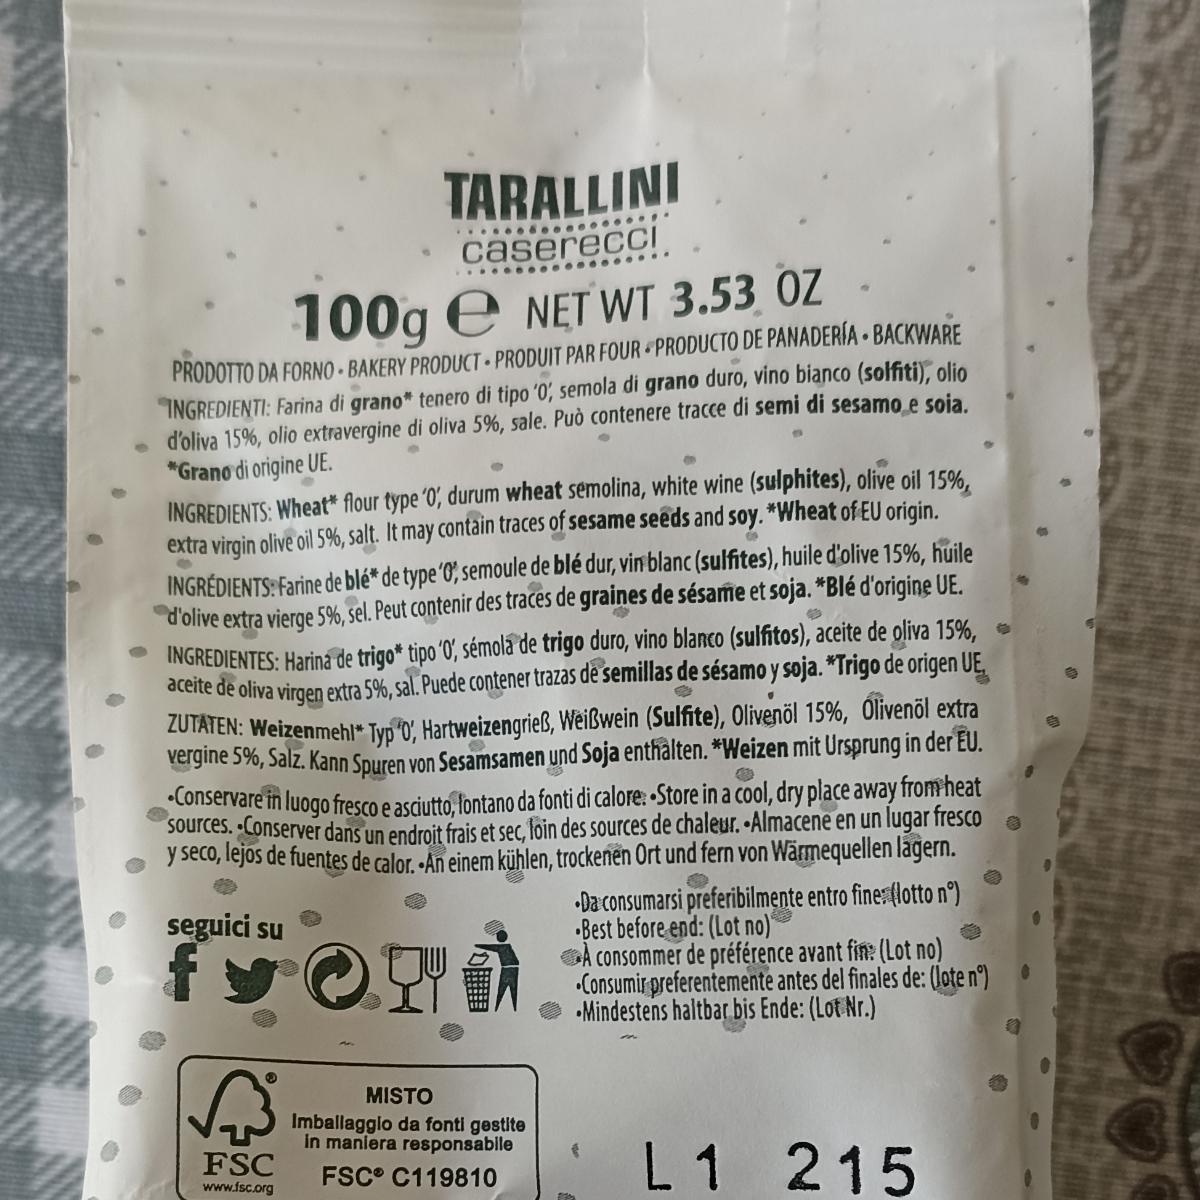 TARALLINI
caserecci
100g ℮ NET WT 3.53 OZ
PRODOTTO DA FORNO • BAKERY PRODUCT • PRODUIT PAR FOUR • PRODUCTO DE PANADERÍA • BACKWARE
INGREDIENTI: Farina di grano* tenero di tipo '0', semola di grano duro, vino bianco (solfiti), olio
d'oliva 15%, olio extravergine di oliva 5%, sale. Può contenere tracce di semi di sesamo e soia.
*Grano di origine UE.
INGREDIENTS: Wheat* flour type '0', durum wheat semolina, white wine (sulphites), olive oil 15%,
extra virgin olive oil 5%, salt. It may contain traces of sesame seeds and soy. *Wheat of EU origin.
INGRÉDIENTS: Farine de blé* de type '0', semoule de blé dur, vin blanc (sulfites), huile d'olive 15%, huile
d'olive extra vierge 5%, sel. Peut contenir des traces de graines de sésame et soja. *Blé d'origine UE.
INGREDIENTES: Harina de trigo* tipo '0', sémola de trigo duro, vino blanco (sulfitos), aceite de oliva 15%,
aceite de oliva virgen extra 5%, sal. Puede contener trazas de semillas de sésamo y soja. *Trigo de origen UE.
ZUTATEN: Weizenmehl* Typ '0', Hartweizengrieß, Weißwein (Sulfite), Olivenöl 15%, Olivenöl extra
vergine 5%, Salz. Kann Spuren von Sesamsamen und Soja enthalten. *Weizen mit Ursprung in der EU.
•Conservare in luogo fresco e asciutto, lontano da fonti di calore. •Store in a cool, dry place away from heat
sources. •Conserver dans un endroit frais et sec, loin des sources de chaleur. •Almacene en un lugar fresco
y seco, lejos de fuentes de calor. •An einem kühlen, trockenen Ort und fern von Wärmequellen lagern.
•Da consumarsi preferibilmente entro fine: (lotto n°)
•Best before end: (Lot no)
•À consommer de préférence avant fin: (Lot no)
•Consumir preferentemente antes del finales de: (lote n°)
•Mindestens haltbar bis Ende: (Lot Nr.)
seguici su
MISTO
Imballaggio da fonti gestite
in maniera responsabile
FSC® C119810
FSC
www.fsc.org
L1 215